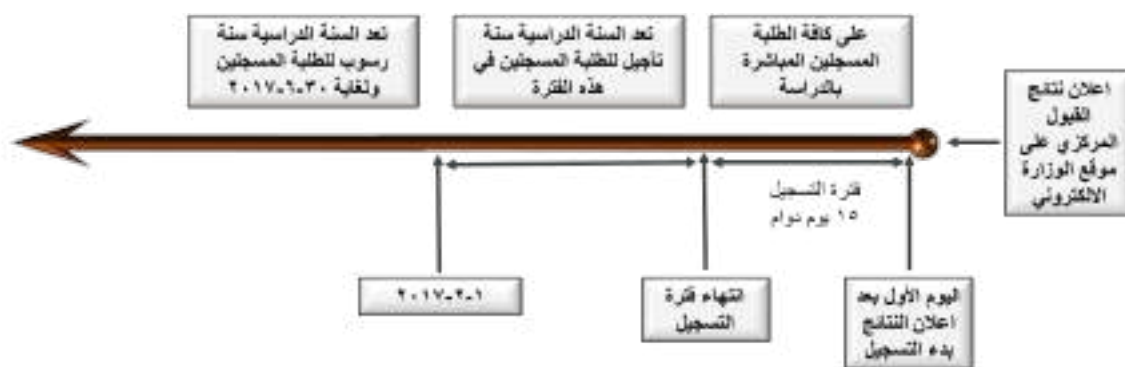 اعلان نتائج
القبول
المركزي على
موقع الوزارة
الالكتروني
على كافة الطلبة
المسجلين المباشرة
بالدراسة
تعد السنة الدراسية سنة
تأجيل للطلبة المسجلين في
هذه الفترة
تعد السنة الدراسية سنة
رسوب للطلبة المسجلين
ولغاية ٣٠-٦-٢٠١٧
فترة التسجيل
١٥ يوم دوام
اليوم الأول بعد
اعلان النتائج
بدء التسجيل
انتهاء فترة
التسجيل
١-٢-٢٠١٧